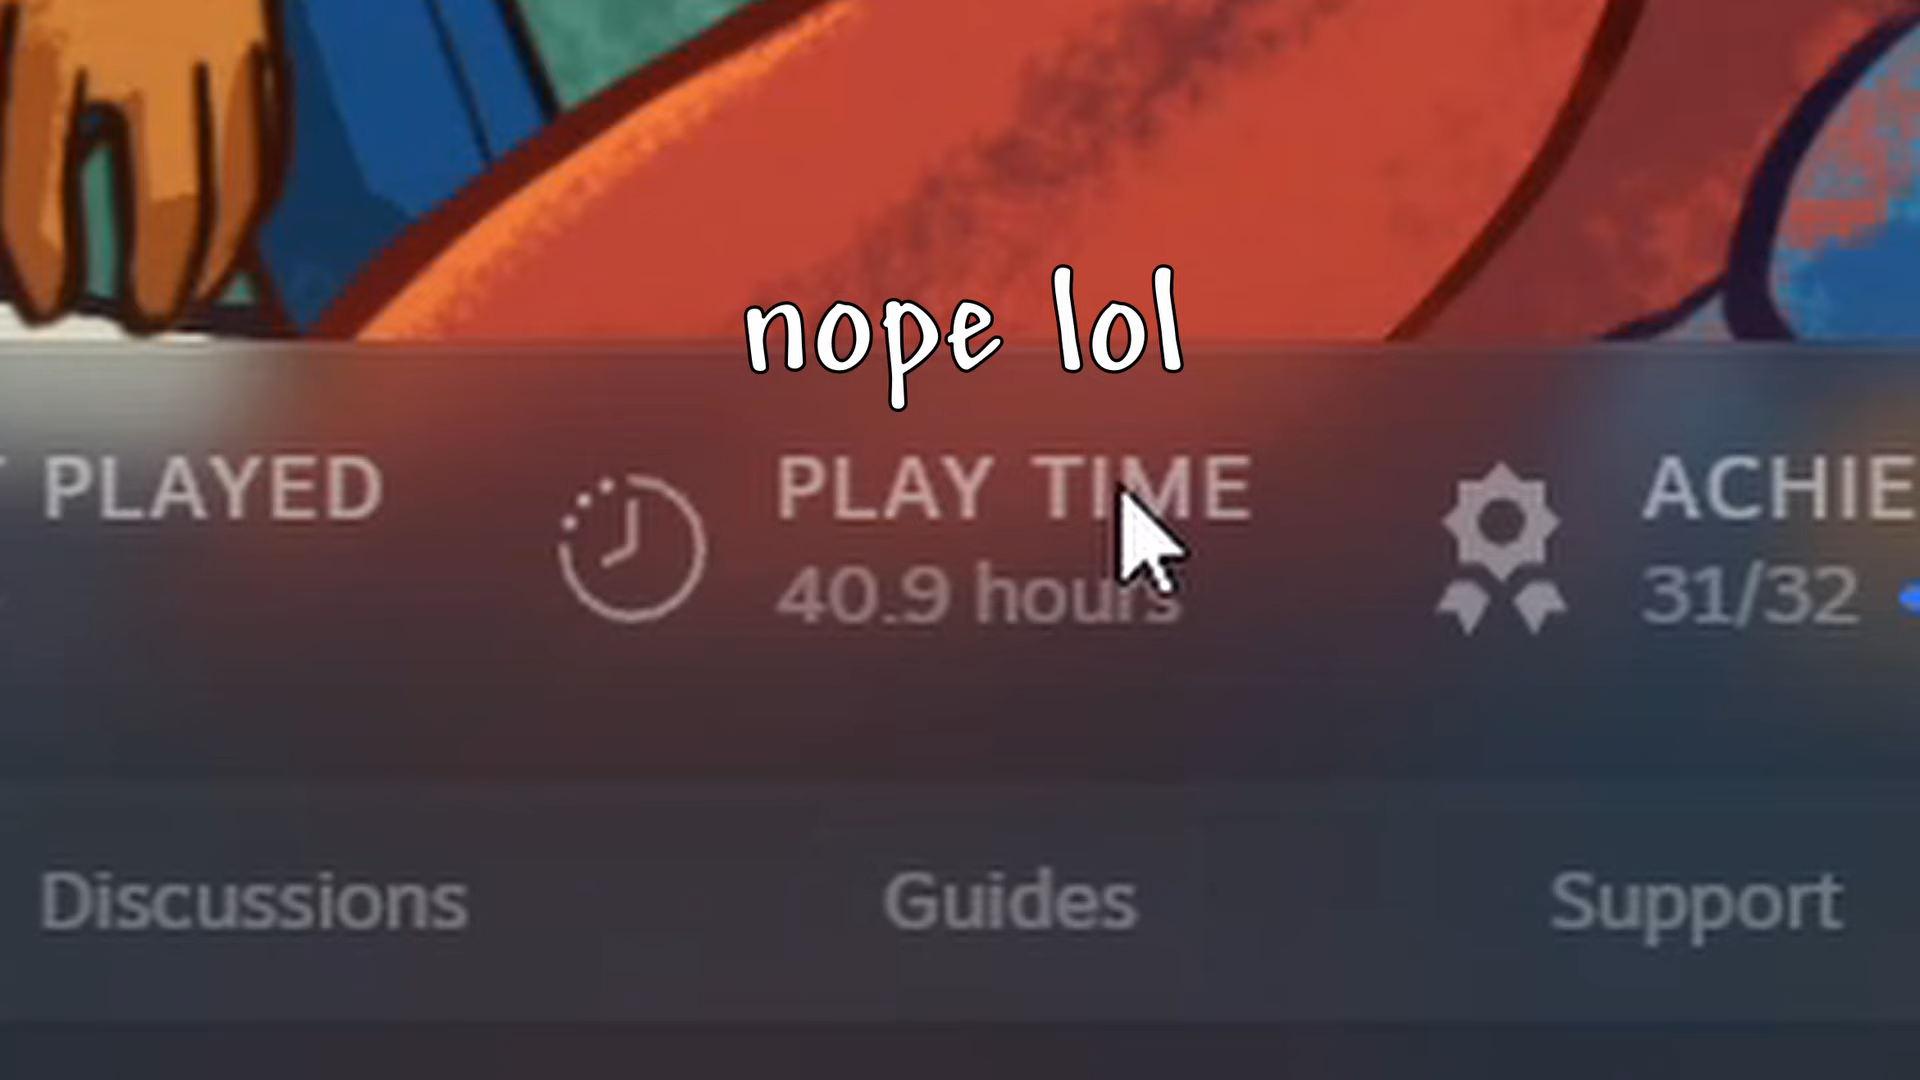 nope lol
PLAYED
PLAY TIME
ACHIE
40.9 hours
31/32
Discussions
Guides
Support